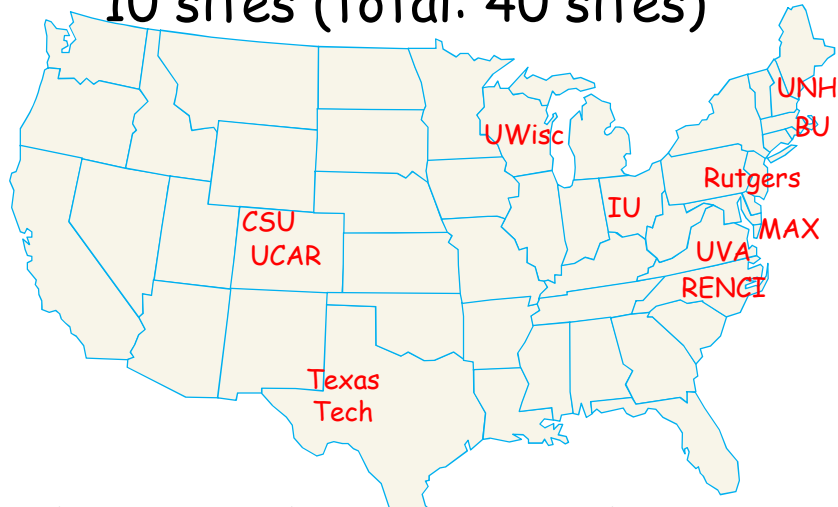 10 sites (total: 40 sites)
UNH
UWisc
BU
Rutgers
IU
CSU
MAX
UCAR
UVA
RENCI
Texas
Tech